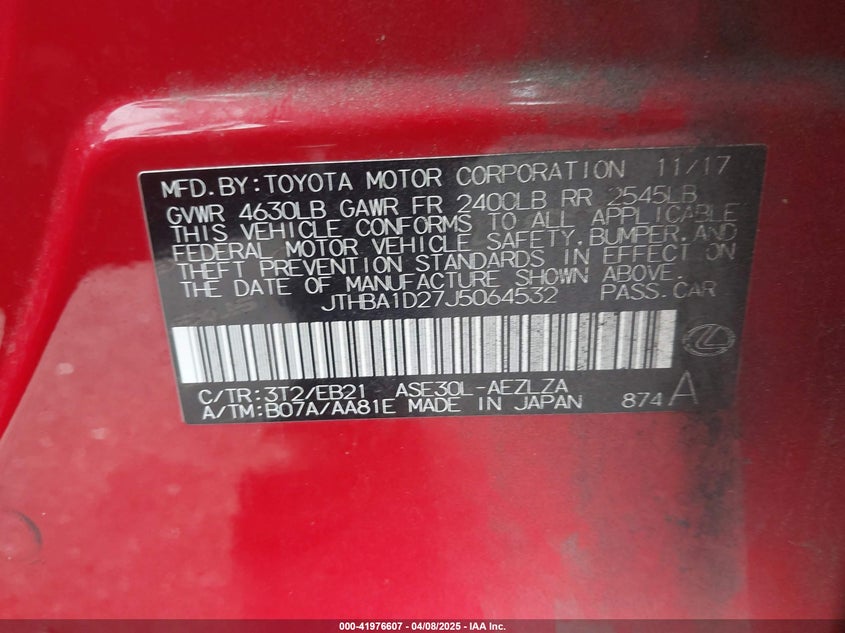 MFD. BY: TOYOTA MOTOR CORPORATION 11/17
GVWR 4630LB GAWR FR 2400LB RR 2545LB
THIS VEHICLE CONFORMS TO ALL APPLICABLE
FEDERAL MOTOR VEHICLE SAFETY, BUMPER, AND
THEFT PREVENTION STANDARDS IN EFFECT ON
THE DATE OF MANUFACTURE SHOWN ABOVE.
JTHBA1D27J5064532 PASS. CAR
C/TR: 3T2/EB21 ASE30L-AEZLZA
A/TM: B07A/AA81E MADE IN JAPAN 874 A
000-41976607 | 04/08/2025 - IAA Inc.